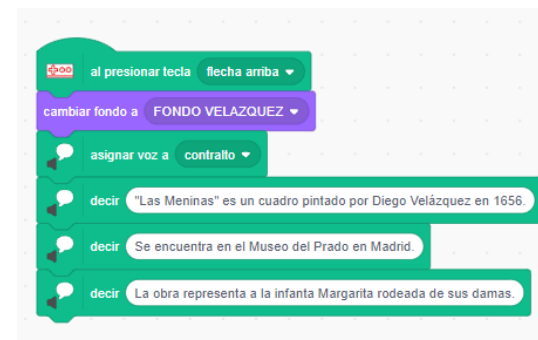 al presionar tecla flecha arriba
cambiar fondo a FONDO VELAZQUEZ
asignar voz a contralto
decir "Las Meninas" es un cuadro pintado por Diego Velázquez en 1656.
decir Se encuentra en el Museo del Prado en Madrid.
decir La obra representa a la infanta Margarita rodeada de sus damas.